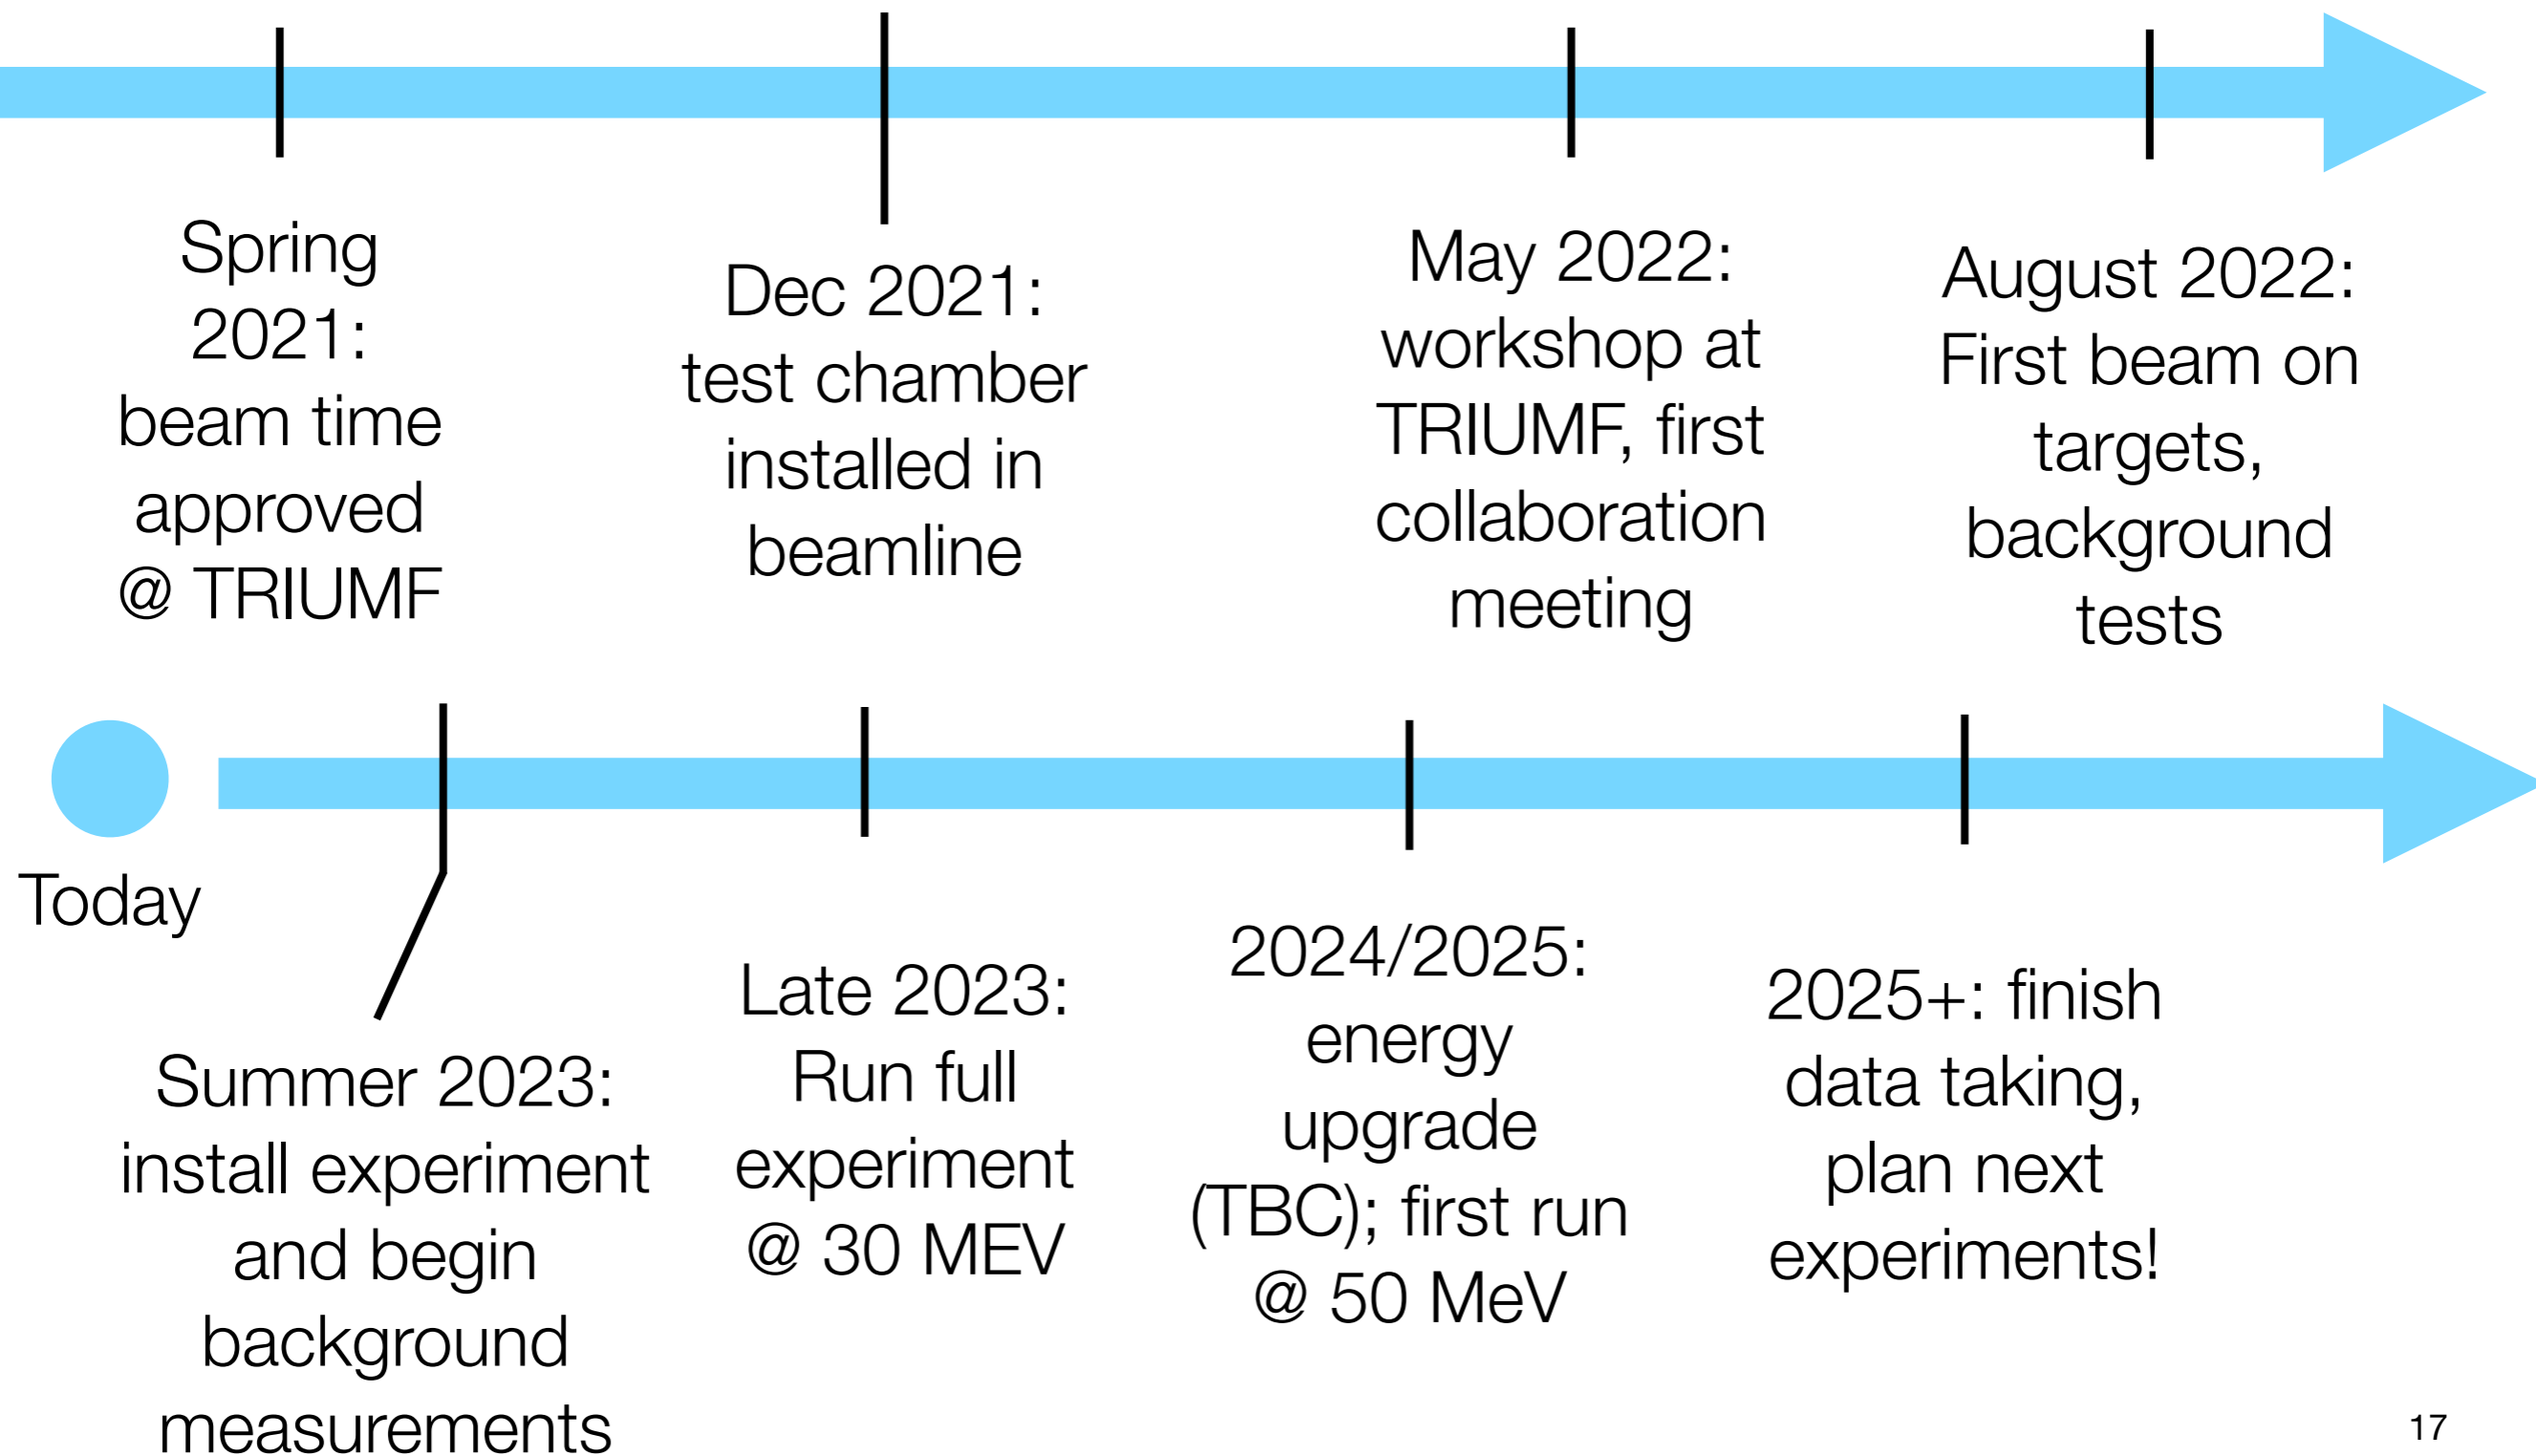 Spring
2021:
beam time
approved
@ TRIUMF
Dec 2021:
test chamber
installed in
beamline
May 2022:
workshop at
TRIUMF, first
collaboration
meeting
August 2022:
First beam on
targets,
background
tests
Today
Summer 2023:
install experiment
and begin
background
measurements
Late 2023:
Run full
experiment
@ 30 MEV
2024/2025:
energy
upgrade
(TBC); first run
@ 50 MeV
2025+: finish
data taking,
plan next
experiments!
17